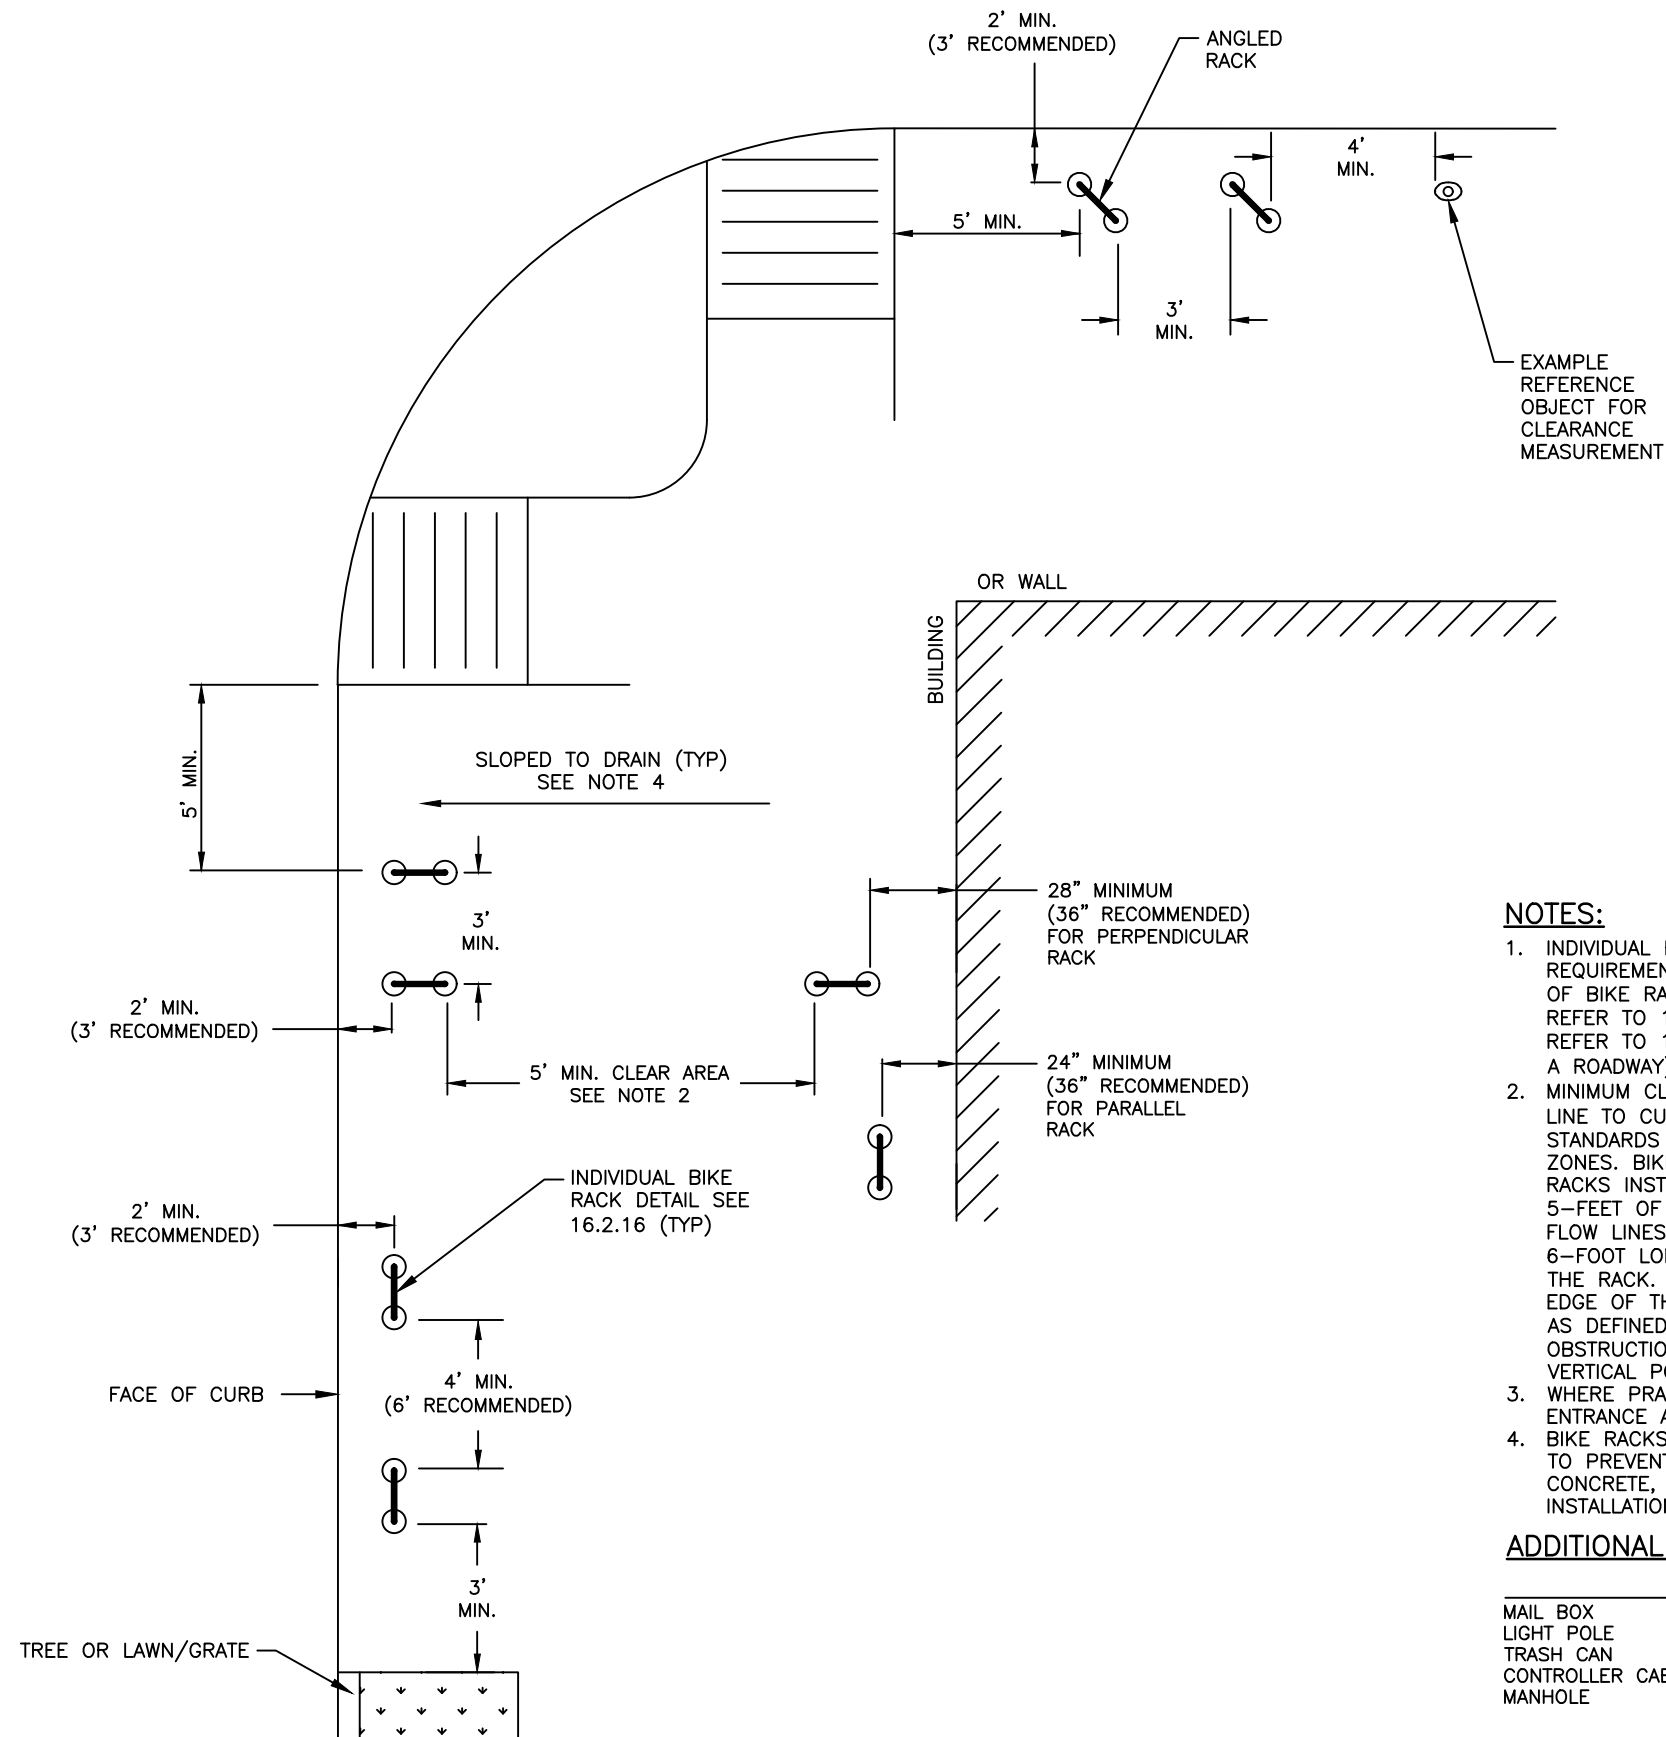 2' MIN.
(3' RECOMMENDED)
ANGLED
RACK
4'
MIN.
5' MIN.
3'
MIN.
EXAMPLE
REFERENCE
OBJECT FOR
CLEARANCE
MEASUREMENT
OR WALL
BUILDING
5' MIN.
SLOPED TO DRAIN (TYP)
SEE NOTE 4
3'
MIN.
28" MINIMUM
(36" RECOMMENDED)
FOR PERPENDICULAR
RACK
2' MIN.
(3' RECOMMENDED)
5' MIN. CLEAR AREA
SEE NOTE 2
24" MINIMUM
(36" RECOMMENDED)
FOR PARALLEL
RACK
INDIVIDUAL BIKE
RACK DETAIL SEE
16.2.16 (TYP)
2' MIN.
(3' RECOMMENDED)
4' MIN.
(6' RECOMMENDED)
FACE OF CURB
3'
MIN.
TREE OR LAWN/GRATE
NOTES:
1. INDIVIDUAL
REQUIREMEN
OF BIKE RA
REFER TO
REFER TO
A ROADWAY
2. MINIMUM CL
LINE TO CU
STANDARDS
ZONES. BIK
RACKS INST
5-FEET OF
FLOW LINES
6-FOOT LO
THE RACK.
EDGE OF TH
AS DEFINED
OBSTRUCTIO
VERTICAL PO
3. WHERE PRA
ENTRANCE A
4. BIKE RACKS
TO PREVENT
CONCRETE,
INSTALLATIO
ADDITIONAL
MAIL BOX
LIGHT POLE
TRASH CAN
CONTROLLER CAB
MANHOLE